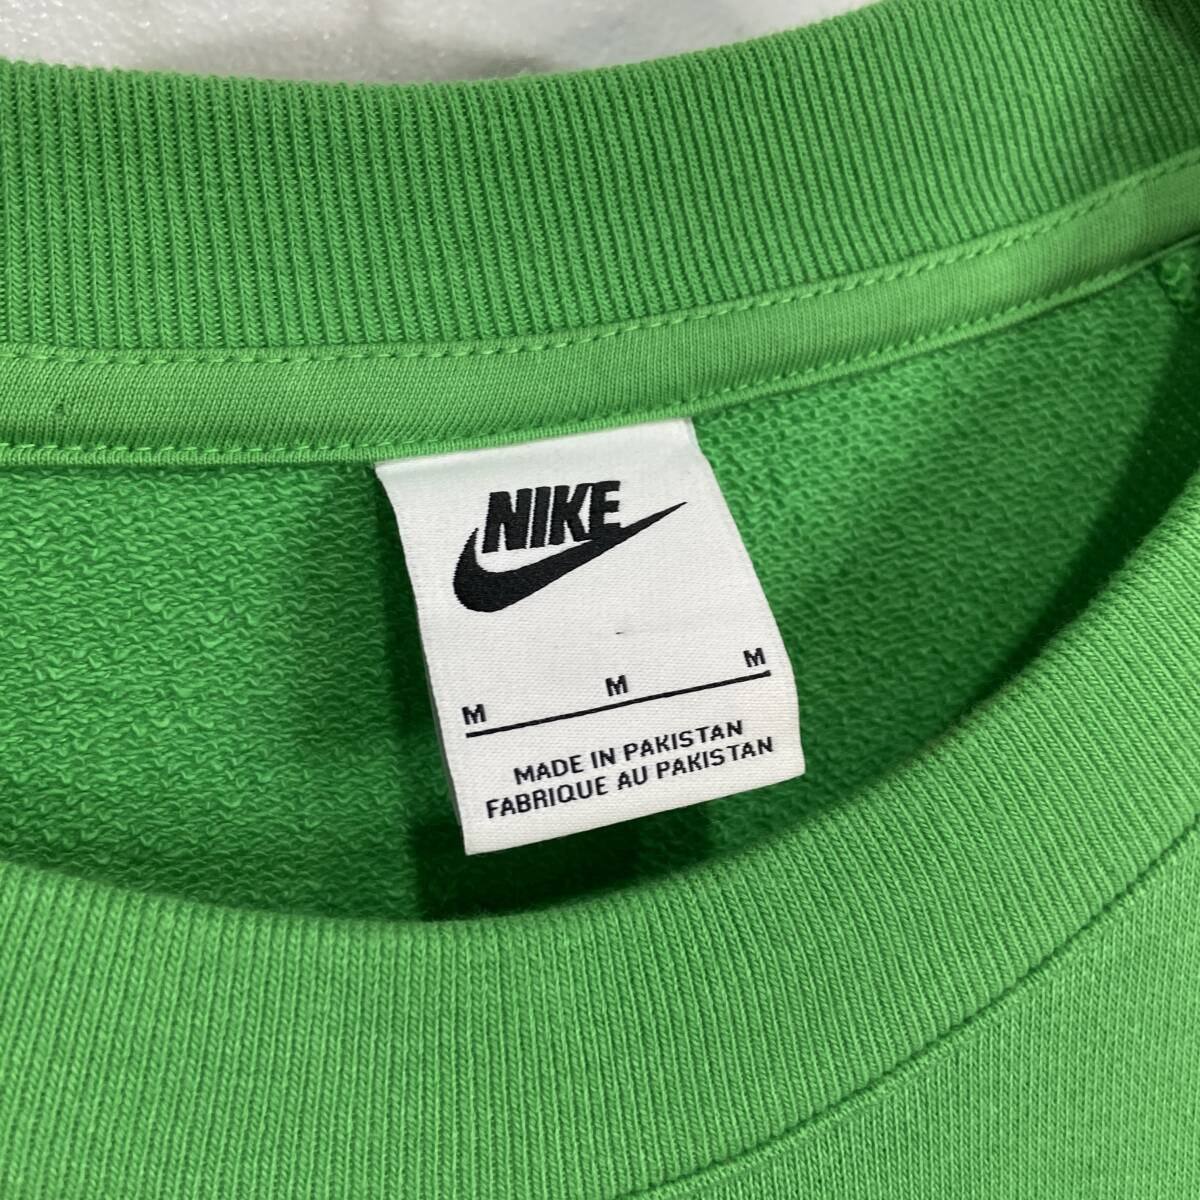 NIKE
M M M
MADE IN PAKISTAN
FABRIQUE AU PAKISTAN